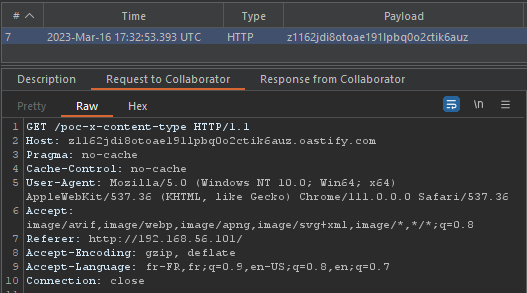 # Time Type Payload
7 2023-Mar-16 17:32:53.393 UTC HTTP z1162jdi8otoae191lpbq0o2ctik6auz
Description Request to Collaborator Response from Collaborator
Pretty Raw Hex \n
1 GET /poc-x-content-type HTTP/1.1
2 Host: z1162jdi8otoae191lpbq0o2ctik6auz.oastify.com
3 Pragma: no-cache
4 Cache-Control: no-cache
5 User-Agent: Mozilla/5.0 (Windows NT 10.0; Win64; x64)
AppleWebKit/537.36 (KHTML, like Gecko) Chrome/111.0.0.0 Safari/537.36
6 Accept:
image/avif,image/webp,image/apng,image/svg+xml,image/*,*/*;q=0.8
7 Referer: http://192.168.56.101/
8 Accept-Encoding: gzip, deflate
9 Accept-Language: fr-FR,fr;q=0.9,en-US;q=0.8,en;q=0.7
10 Connection: close